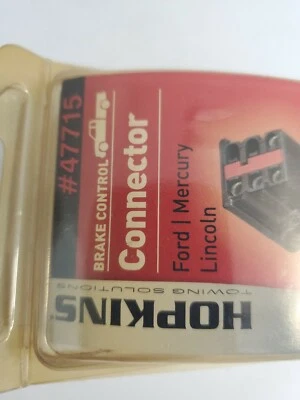 #47715
BRAKE CONTROL
Connector
Ford | Mercury
Lincoln
HOPKINS
TOWING SOLUTIONS